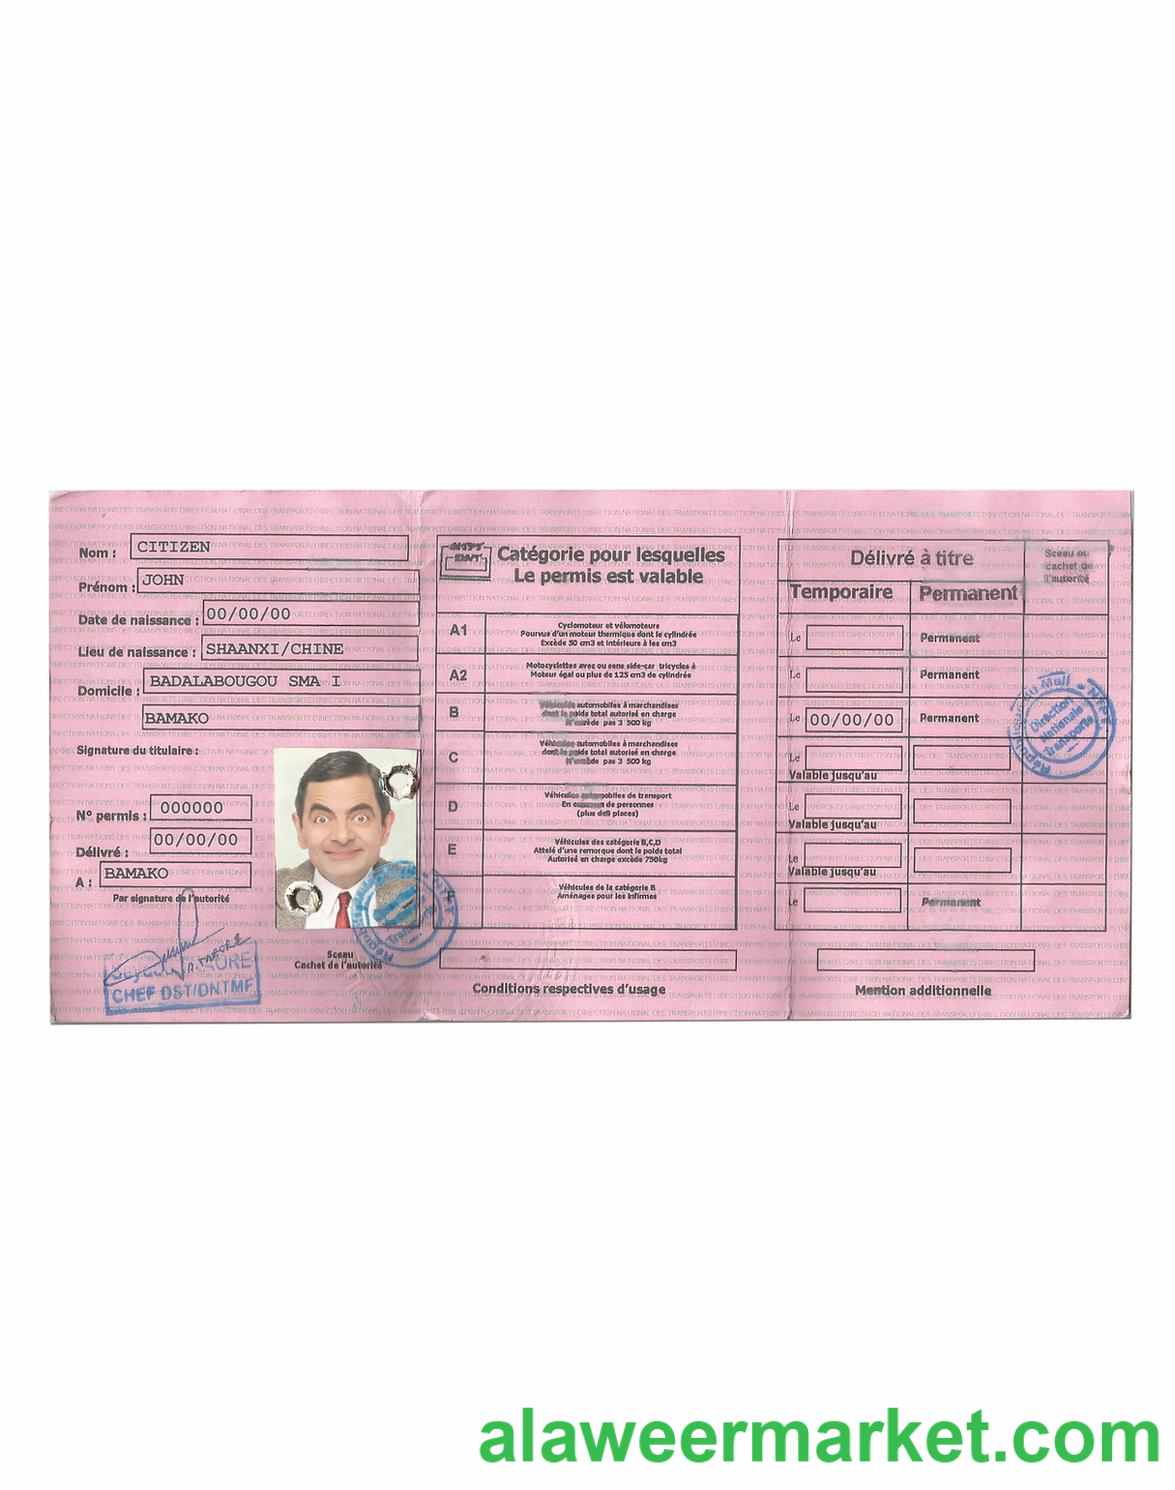 Nom : CITIZEN
Prénom : JOHN
Date de naissance : 00/00/00
Lieu de naissance : SHAANXI/CHINE
Domicile : BADALABOUGOU SMA I
BAMAKO
Signature du titulaire :
N° permis : 000000
Délivré : 00/00/00
A : BAMAKO
Par signature de l'autorité
CHEF DST/DNTMF
Sceau
Cachet de l'autorité
Catégorie pour lesquelles
Le permis est valable
A1
Cyclomoteur et vélomoteurs
Pourvue d'un moteur thermique dont le cylindrée
Excède 50 cm3 et intérieure à les cm3
A2
Motocyclettes avec ou sens side-car tricycles à
Moteur égal ou plus de 125 cm3 de cylindrée
B
Véhicules automobiles à marchandises
dont le poids total autorisé en charge
N'excède pas 3 500 kg
C
Véhicules automobiles à marchandises
dont le poids total autorisé en charge
N'excède pas 3 500 kg
D
Véhicules automobiles de transport
En commun de personnes
(plus de9 places)
E
Véhicules des catégorie B,C,D
Attelé d'une remorque dont le poids total
Autorisé en charge excède 750kg
Véhicules de la catégorie B
Aménages pour les infirmes
Conditions respectives d'usage
Délivré à titre
Temporaire
Permanent
Sceau ou
cachet de
l'autorité
Le
Permanent
Le
Permanent
Le 00/00/00
Permanent
Le
Valable jusqu'au
Le
Valable jusqu'au
Le
Valable jusqu'au
Le
Permanent
République du Mali
Direction
Nationale
Transports
Mention additionnelle
alaweermarket.com